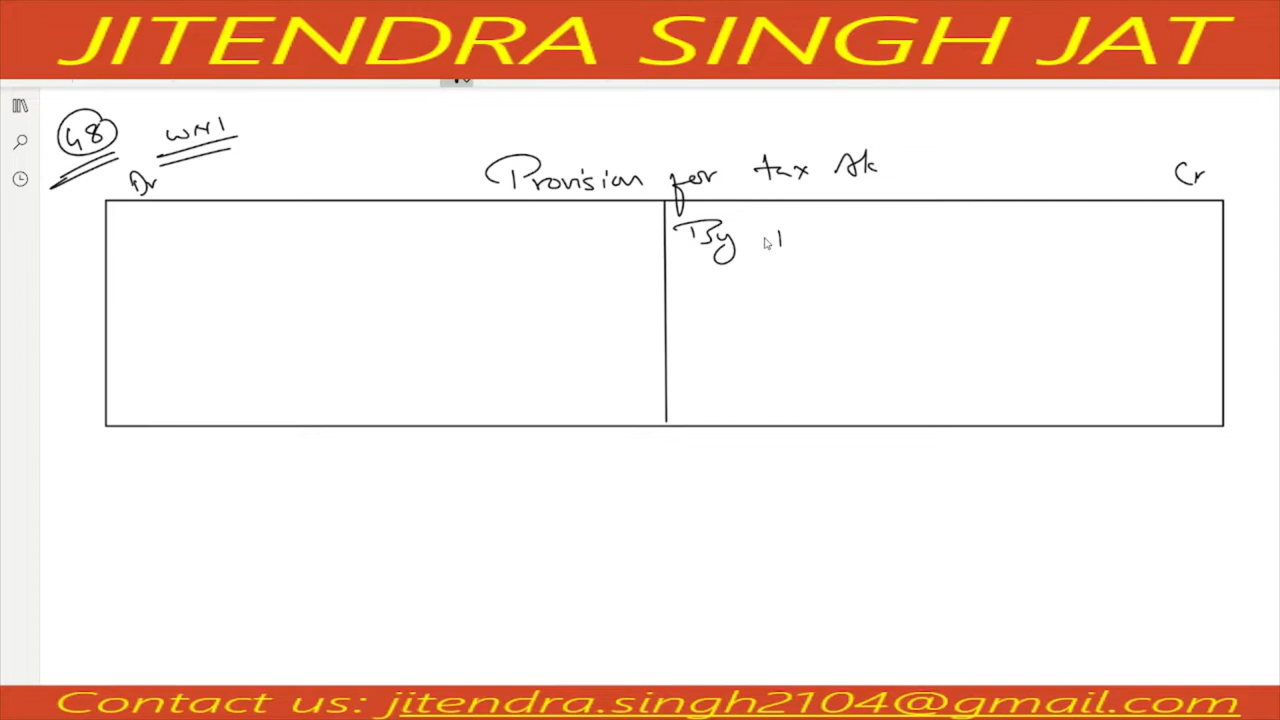 JITENDRA SINGH JAT
48 WN1
Dr Provision for tax A/c Cr
By
Contact us: jitendra.singh2104@gmail.com